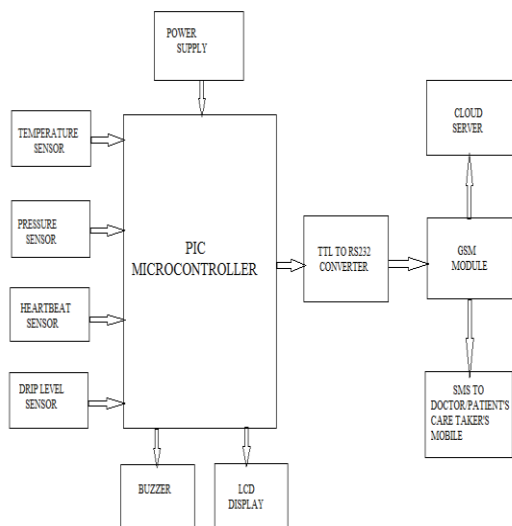 POWER
SUPPLY
TEMPERATURE
SENSOR
PRESSURE
SENSOR
HEARTBEAT
SENSOR
DRIP LEVEL
SENSOR
PIC
MICROCONTROLLER
TTL TO RS232
CONVERTER
CLOUD
SERVER
GSM
MODULE
SMS TO
DOCTOR/PATIENT'S
CARE TAKER'S
MOBILE
BUZZER
LCD
DISPLAY